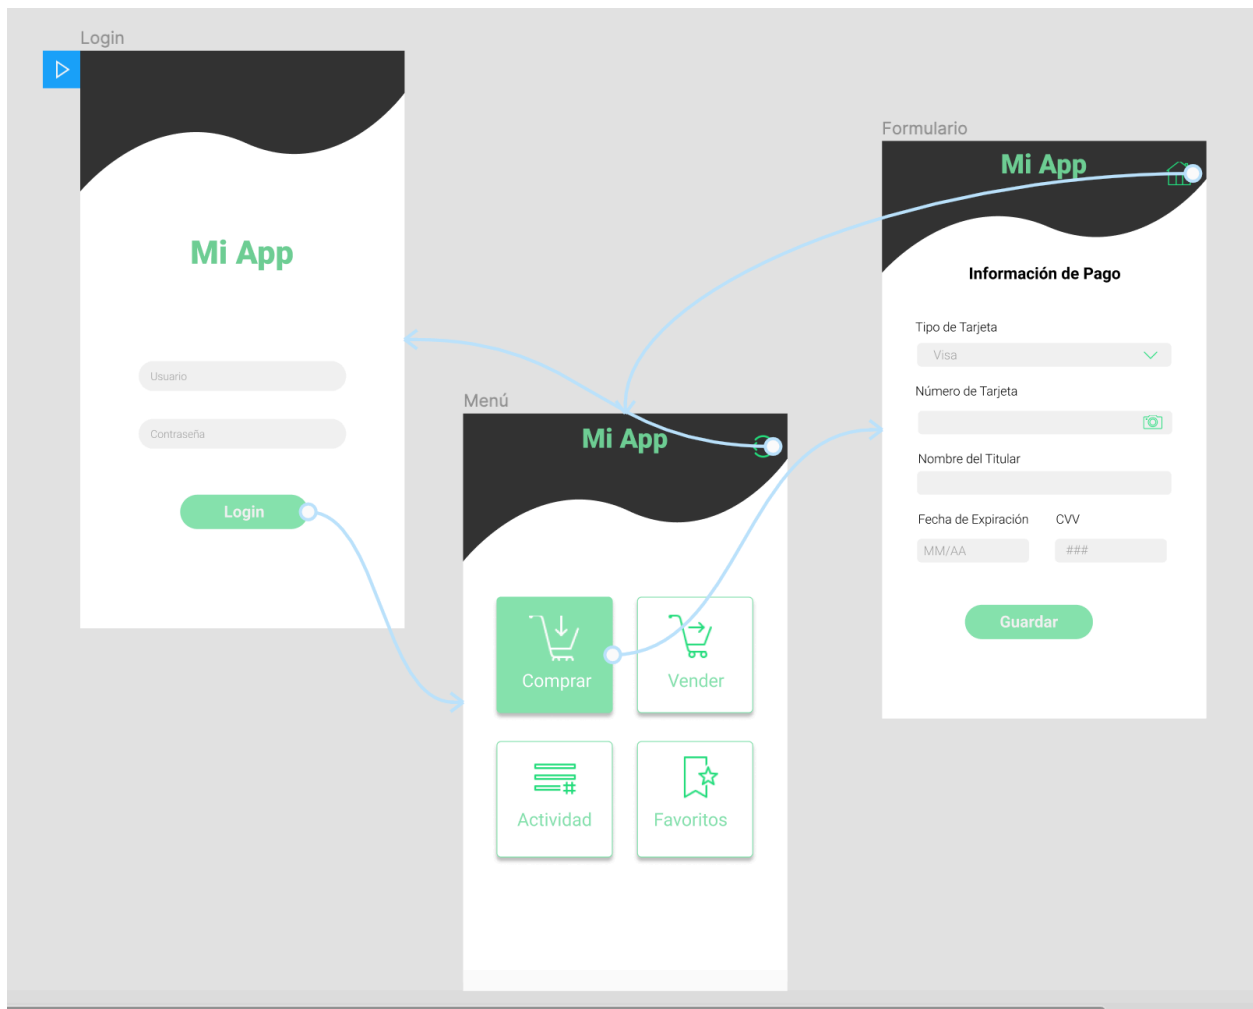 Login
Mi App
Usuario
Contraseña
Login
Menú
Mi App
Comprar
Vender
Actividad
Favoritos
Formulario
Mi App
Información de Pago
Tipo de Tarjeta
Visa
Número de Tarjeta
Nombre del Titular
Fecha de Expiración CVV
MM/AA ###
Guardar